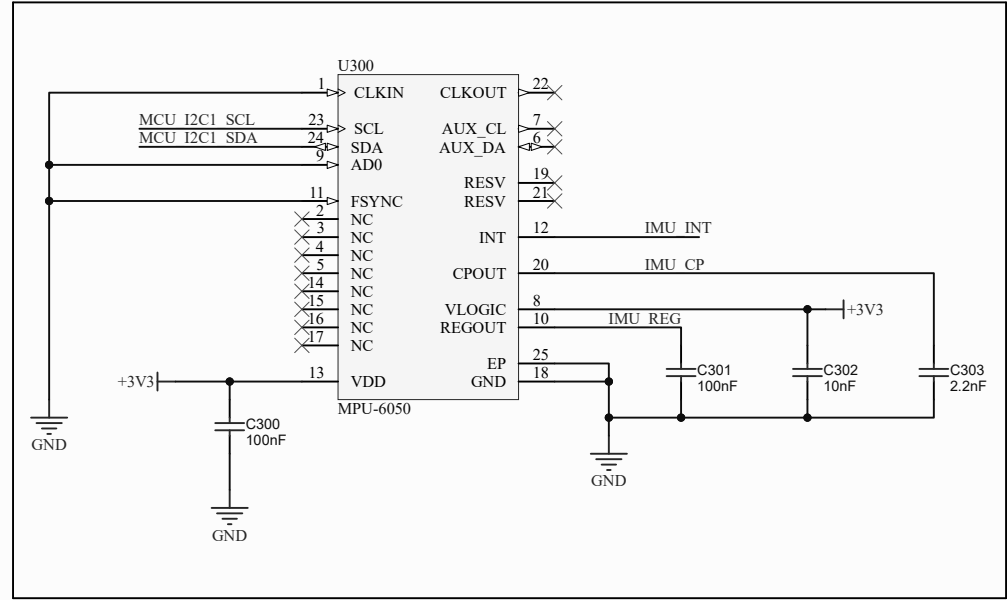 U300
1 CLKIN CLKOUT 22
MCU_I2C1_SCL 23 SCL AUX_CL 7
MCU_I2C1_SDA 24 SDA AUX_DA 6
9 AD0
RESV 19
11 FSYNC RESV 21
2 NC
3 NC INT 12 IMU_INT
4 NC
5 NC CPOUT 20 IMU_CP
14 NC
15 NC VLOGIC 8 +3V3
16 NC REGOUT 10 IMU_REG
17 NC
EP 25
C301 C302 C303
+3V3 13 VDD GND 18
100nF 10nF 2.2nF
MPU-6050
C300
100nF
GND
GND
GND